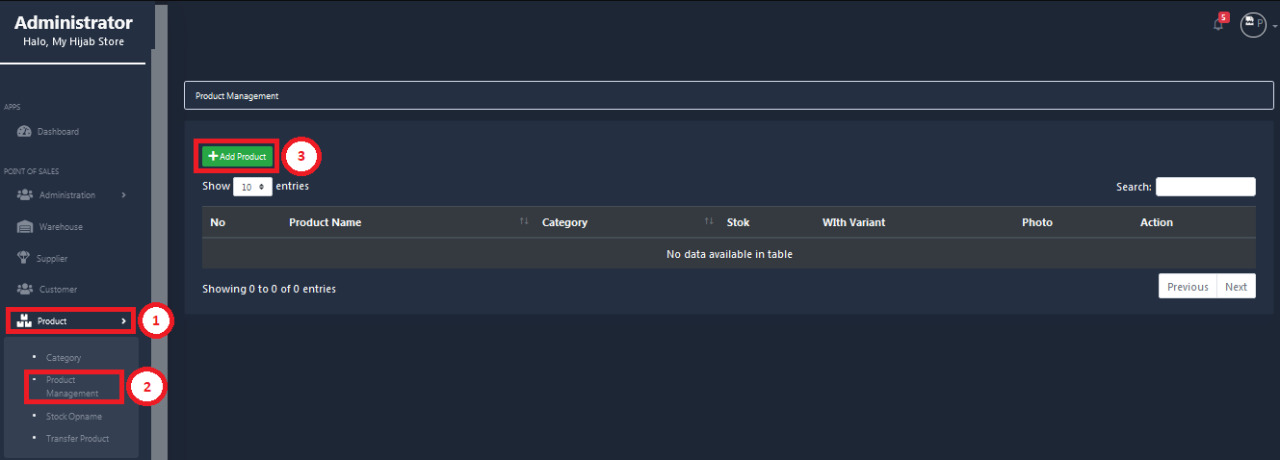 Administrator
Halo, My Hijab Store
5
P
APPS
Dashboard
POINT OF SALES
Administration
Warehouse
Supplier
Customer
Product
1
Category
Product
Management
2
Stock Opname
Transfer Product
Product Management
Add Product
3
Show 10 entries
Search:
No Product Name Category Stok WIth Variant Photo Action
No data available in table
Showing 0 to 0 of 0 entries
Previous Next